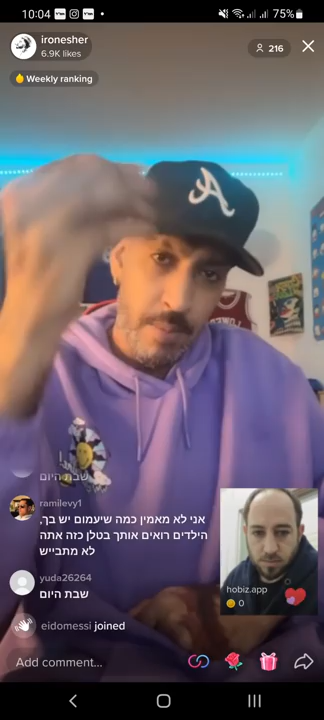 10:04
75%
ironesher
6.9K likes
216
Weekly ranking
שבת היום
ramilevy1
אני לא מאמין כמה שיעמום יש בך,
הילדים רואים אותך בטלן כזה אתה
לא מתבייש
yuda26264
שבת היום
eidomessi joined
hobiz.app
0
Add comment...